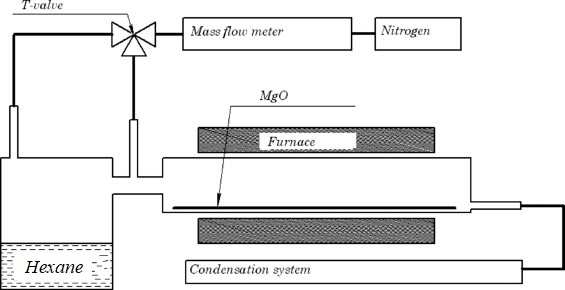 T-valve
Mass flow meter
Nitrogen
MgO
Furnace
Hexane
Condensation system